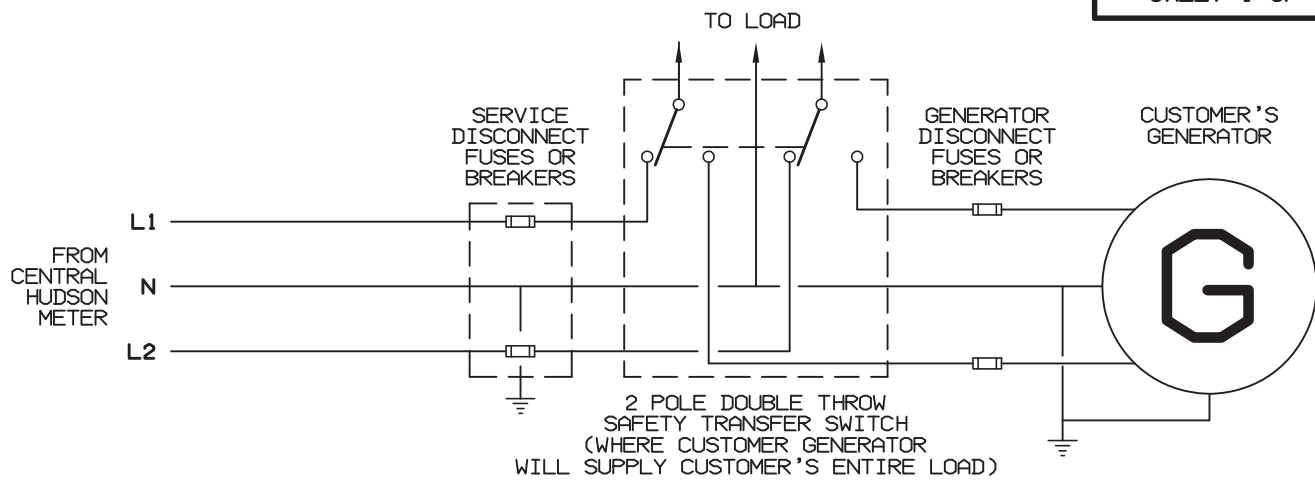 TO LOAD
SERVICE
DISCONNECT
FUSES OR
BREAKERS
GENERATOR
DISCONNECT
FUSES OR
BREAKERS
CUSTOMER'S
GENERATOR
L1
FROM
CENTRAL
HUDSON
METER
N
L2
G
2 POLE DOUBLE THROW
SAFETY TRANSFER SWITCH
(WHERE CUSTOMER GENERATOR
WILL SUPPLY CUSTOMER'S ENTIRE LOAD)